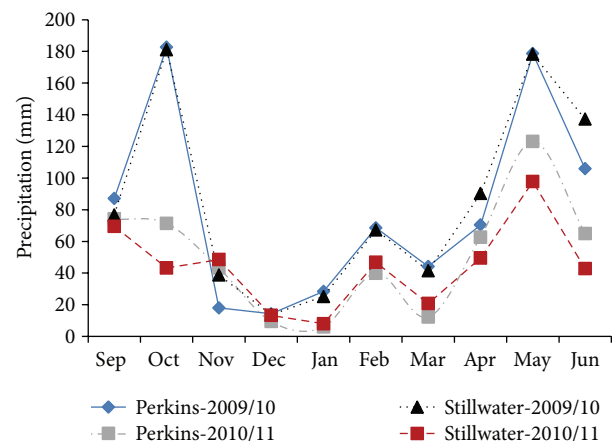 200
180
160
140
120
100
80
60
40
20
0
Precipitation (mm)
Sep Oct Nov Dec Jan Feb Mar Apr May Jun
Perkins-2009/10
Stillwater-2009/10
Perkins-2010/11
Stillwater-2010/11